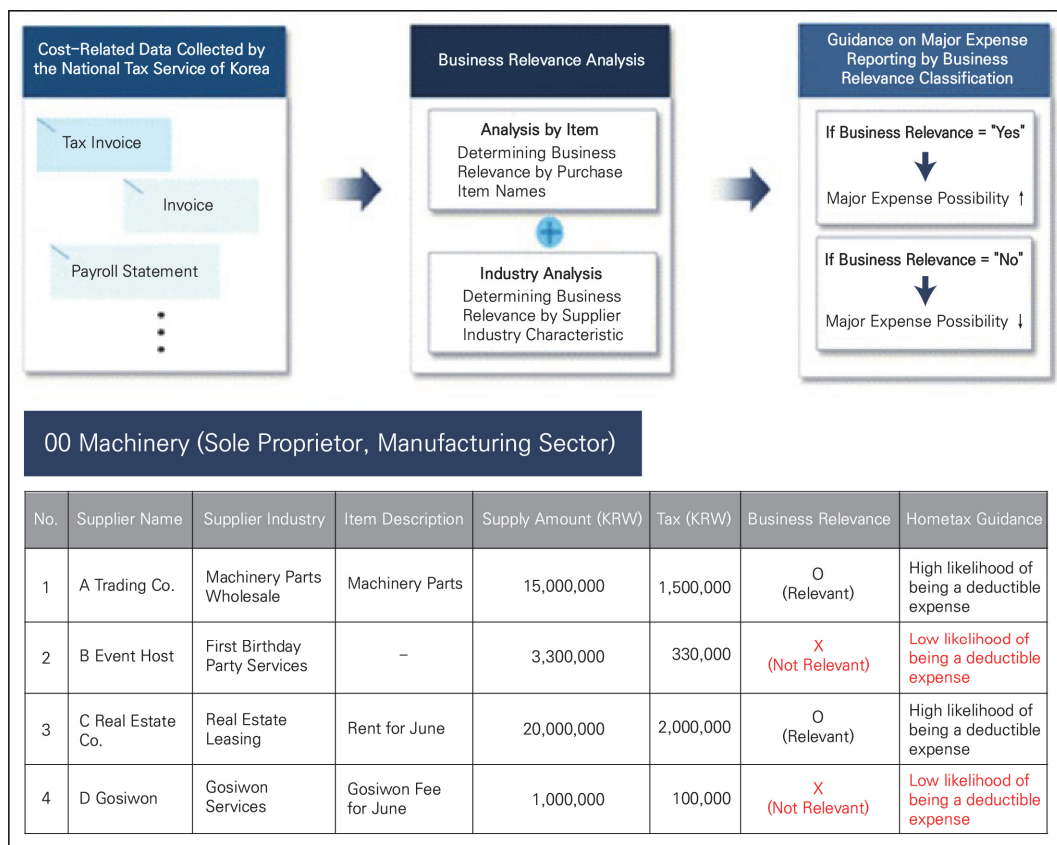 Cost-Related Data Collected by
the National Tax Service of Korea
Tax Invoice
Invoice
Payroll Statement
Business Relevance Analysis
Analysis by Item
Determining Business
Relevance by Purchase
Item Names
Industry Analysis
Determining Business
Relevance by Supplier
Industry Characteristic
Guidance on Major Expense
Reporting by Business
Relevance Classification
If Business Relevance = "Yes"
Major Expense Possibility ↑
If Business Relevance = "No"
Major Expense Possibility ↓
00 Machinery (Sole Proprietor, Manufacturing Sector)
No. Supplier Name Supplier Industry Item Description Supply Amount (KRW) Tax (KRW) Business Relevance Hometax Guidance
1
A Trading Co.
Machinery Parts
Wholesale
Machinery Parts
15,000,000
1,500,000
O
(Relevant)
High likelihood of
being a deductible
expense
2
B Event Host
First Birthday
Party Services
–
3,300,000
330,000
X
(Not Relevant)
Low likelihood of
being a deductible
expense
3
C Real Estate
Co.
Real Estate
Leasing
Rent for June
20,000,000
2,000,000
O
(Relevant)
High likelihood of
being a deductible
expense
4
D Gosiwon
Gosiwon
Services
Gosiwon Fee
for June
1,000,000
100,000
X
(Not Relevant)
Low likelihood of
being a deductible
expense